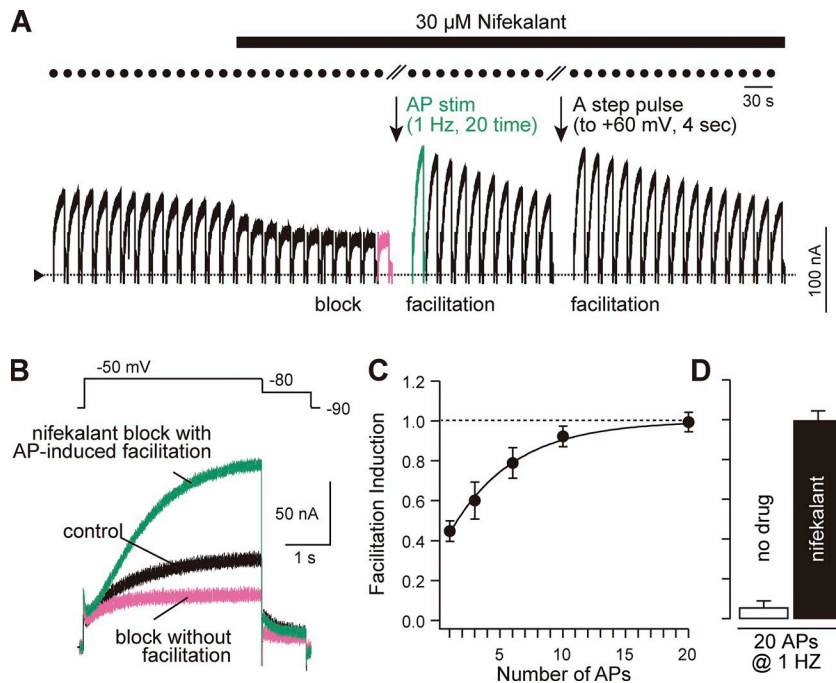 A
30 µM Nifekalant
30 s
AP stim
(1 Hz, 20 time)
A step pulse
(to +60 mV, 4 sec)
100 nA
block
facilitation
facilitation
B
-50 mV
-80
-90
nifekalant block with
AP-induced facilitation
control
50 nA
1 s
block without
facilitation
C
Facilitation Induction
1.2
1.0
0.8
0.6
0.4
0.2
0.0
5
10
15
20
Number of APs
D
no drug
nifekalant
20 APs
@ 1 HZ